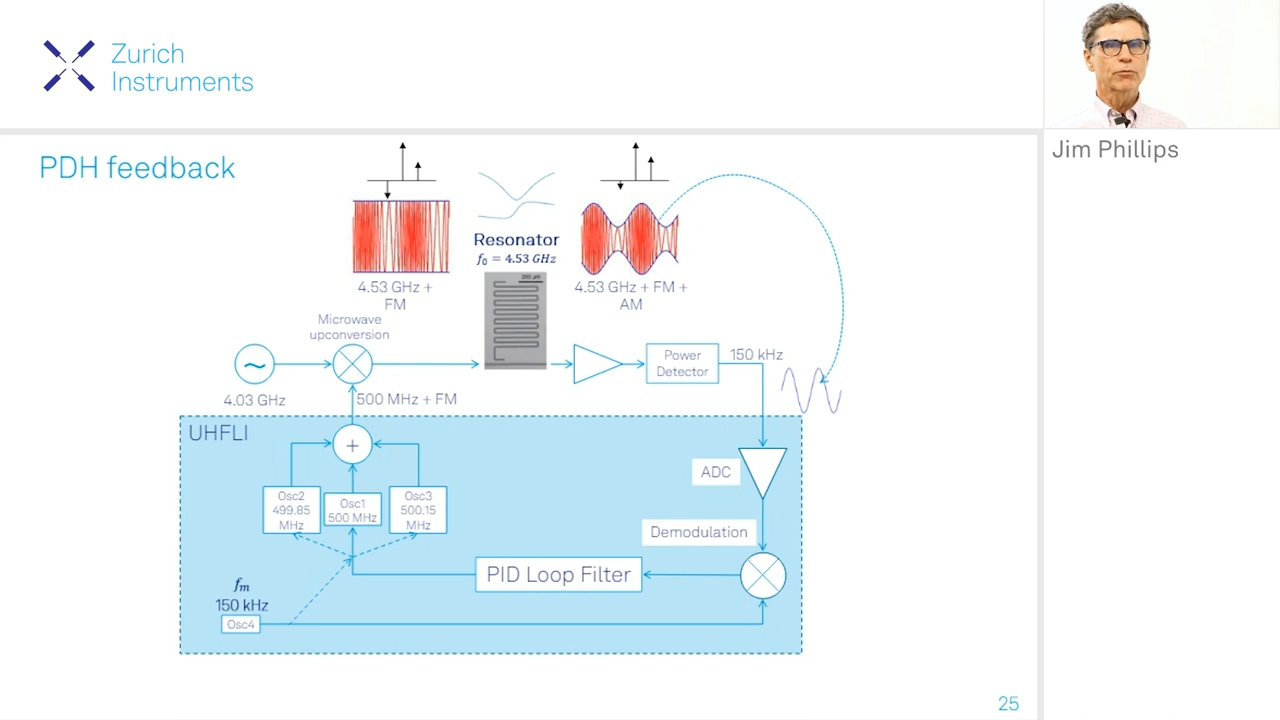 Zurich
Instruments
Jim Phillips
PDH feedback
Resonator
f₀ = 4.53 GHz
200 µm
4.53 GHz +
FM
4.53 GHz + FM +
AM
Microwave
upconversion
Power
Detector
150 kHz
4.03 GHz
500 MHz + FM
UHFLI
+
ADC
Osc2
499.85
MHz
Osc1
500 MHz
Osc3
500.15
MHz
Demodulation
PID Loop Filter
fₘ
150 kHz
Osc4
25